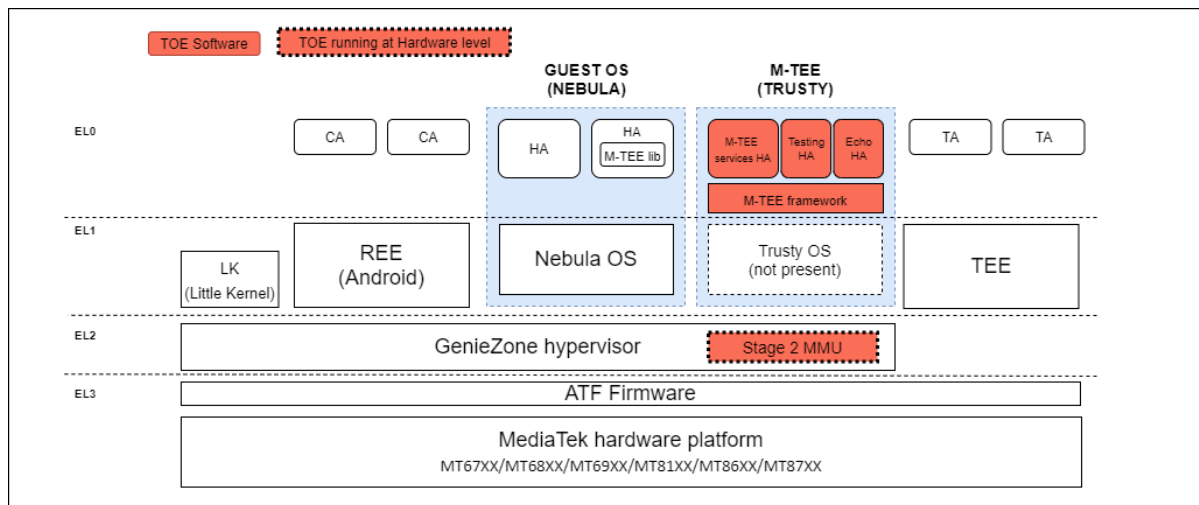 TOE Software
TOE running at Hardware level
GUEST OS
(NEBULA)
M-TEE
(TRUSTY)
EL0
CA
CA
HA
HA
M-TEE lib
M-TEE
services HA
Testing
HA
Echo
HA
M-TEE framework
TA
TA
EL1
LK
(Little Kernel)
REE
(Android)
Nebula OS
Trusty OS
(not present)
TEE
EL2
GenieZone hypervisor
Stage 2 MMU
EL3
ATF Firmware
MediaTek hardware platform
MT67XX/MT68XX/MT69XX/MT81XX/MT86XX/MT87XX